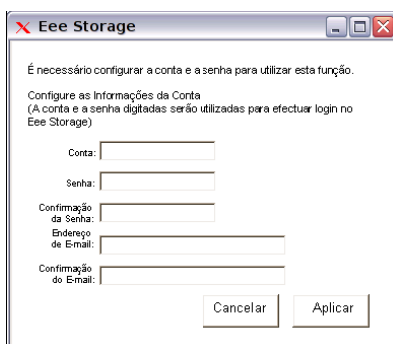 Eee Storage
É necessário configurar a conta e a senha para utilizar esta função.
Configure as Informações da Conta
(A conta e a senha digitadas serão utilizadas para efectuar login no
Eee Storage)
Conta:
Senha:
Confirmação
da Senha:
Endereço
de E-mail:
Confirmação
do E-mail:
Cancelar
Aplicar